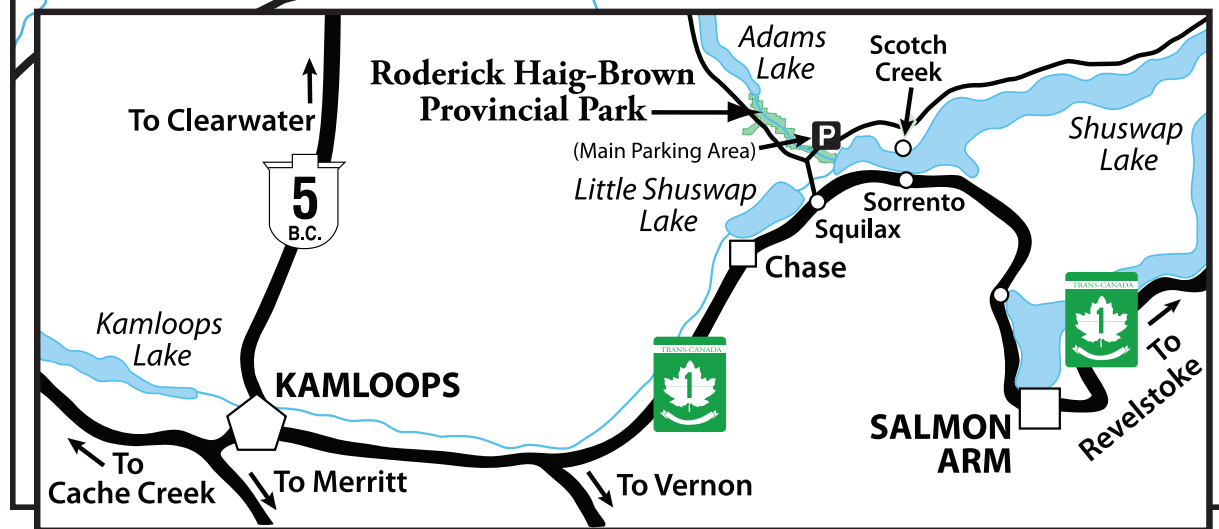 Adams
Lake
Scotch
Creek
Roderick Haig-Brown
Provincial Park
To Clearwater
P
(Main Parking Area)
Shuswap
Lake
5
B.C.
Little Shuswap
Lake
Sorrento
Squilax
Chase
TRANS-CANADA
1
Kamloops
Lake
TRANS-CANADA
1
To
Revelstoke
KAMLOOPS
SALMON
ARM
To
Cache Creek
To Merritt
To Vernon